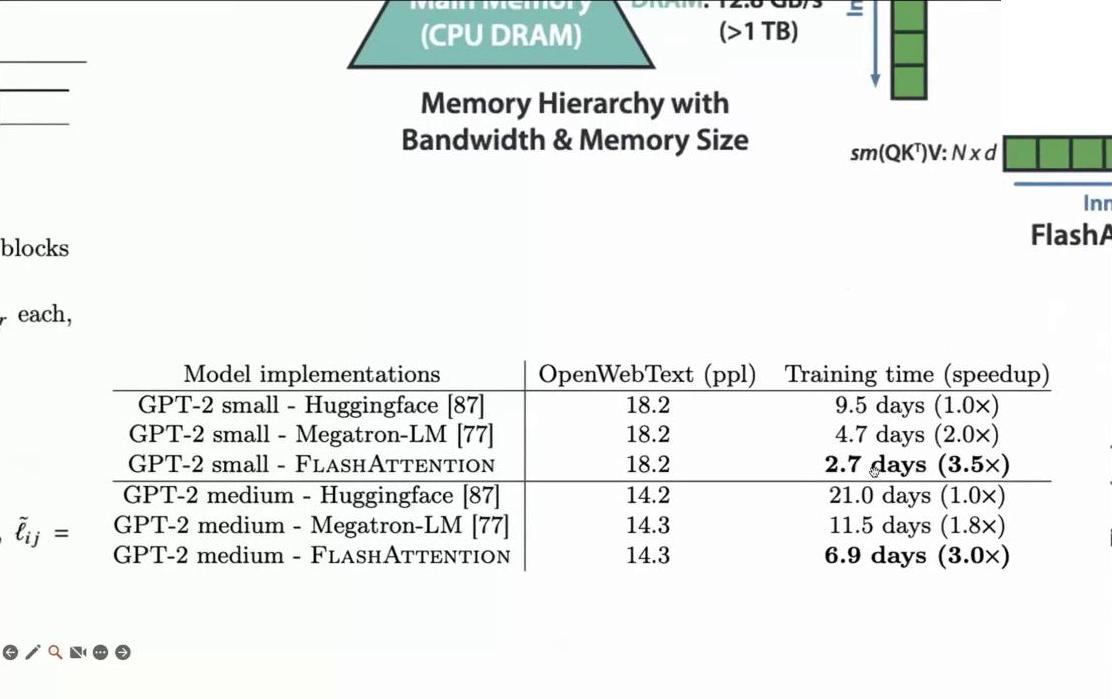 Main Memory
(CPU DRAM)
DRAM: 12.8 GB/s
(>1 TB)
Memory Hierarchy with
Bandwidth & Memory Size
sm(QKᵀ)V: N x d
FlashA
blocks
each,
ℓ̃ij =
Model implementations OpenWebText (ppl) Training time (speedup)
GPT-2 small - Huggingface [87] 18.2 9.5 days (1.0×)
GPT-2 small - Megatron-LM [77] 18.2 4.7 days (2.0×)
GPT-2 small - FLASHATTENTION 18.2 2.7 days (3.5×)
GPT-2 medium - Huggingface [87] 14.2 21.0 days (1.0×)
GPT-2 medium - Megatron-LM [77] 14.3 11.5 days (1.8×)
GPT-2 medium - FLASHATTENTION 14.3 6.9 days (3.0×)